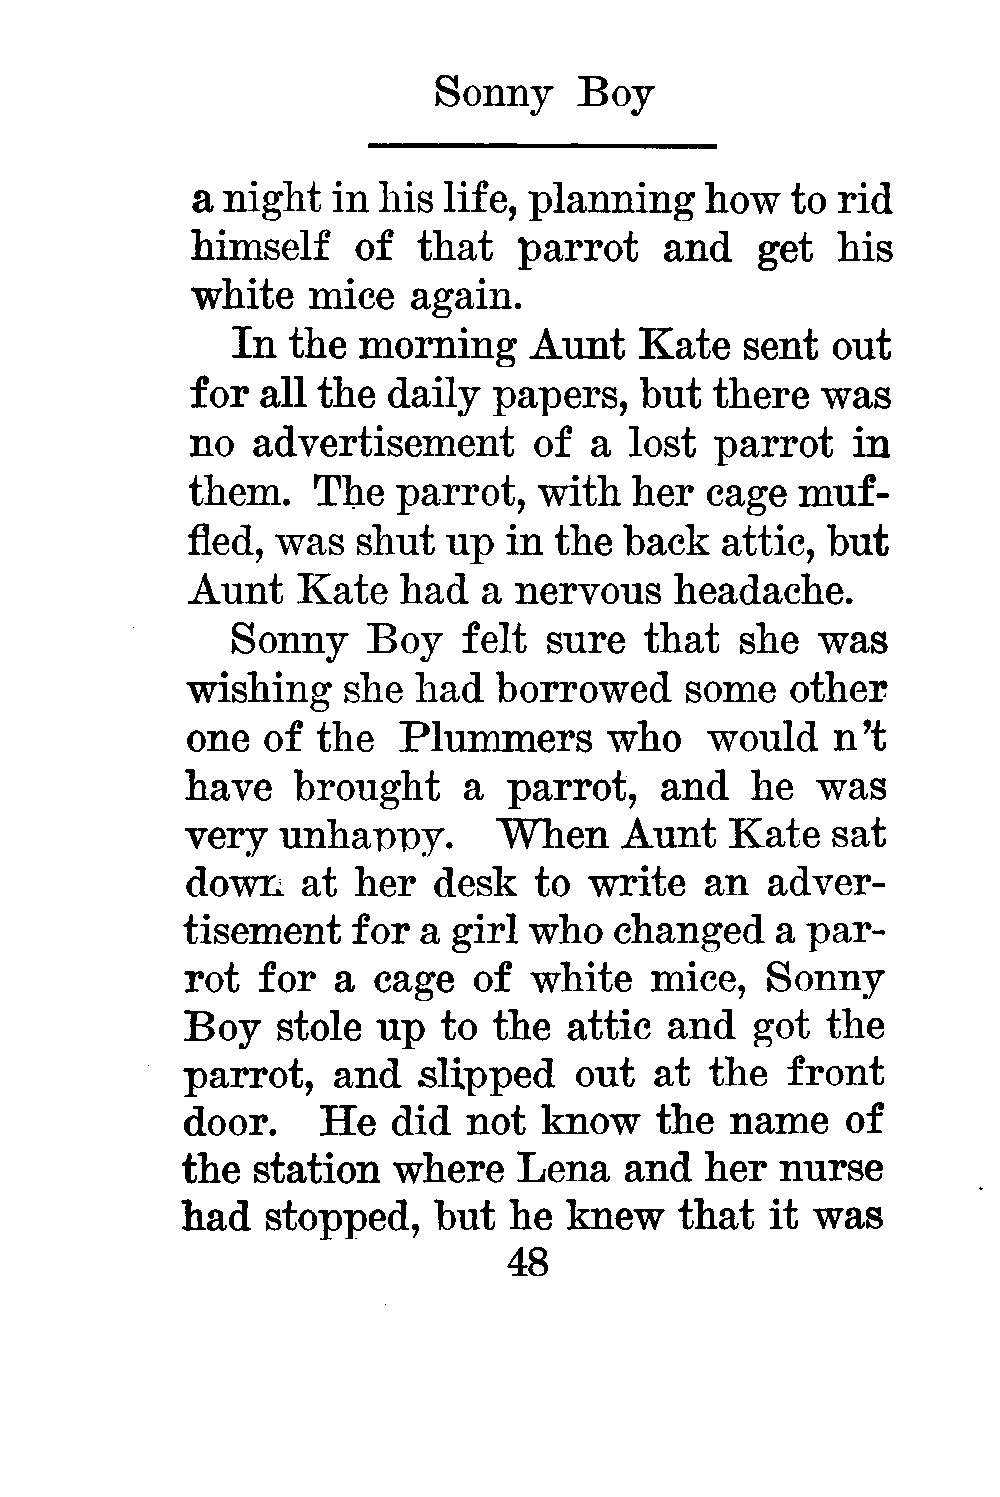 Sonny Boy
a night in his life, planning how to rid
himself of that parrot and get his
white mice again.
In the morning Aunt Kate sent out
for all the daily papers, but there was
no advertisement of a lost parrot in
them. The parrot, with her cage muf-
fled, was shut up in the back attic, but
Aunt Kate had a nervous headache.
Sonny Boy felt sure that she was
wishing she had borrowed some other
one of the Plummers who would n't
have brought a parrot, and he was
very unhappy. When Aunt Kate sat
down at her desk to write an adver-
tisement for a girl who changed a par-
rot for a cage of white mice, Sonny
Boy stole up to the attic and got the
parrot, and slipped out at the front
door. He did not know the name of
the station where Lena and her nurse
had stopped, but he knew that it was
48